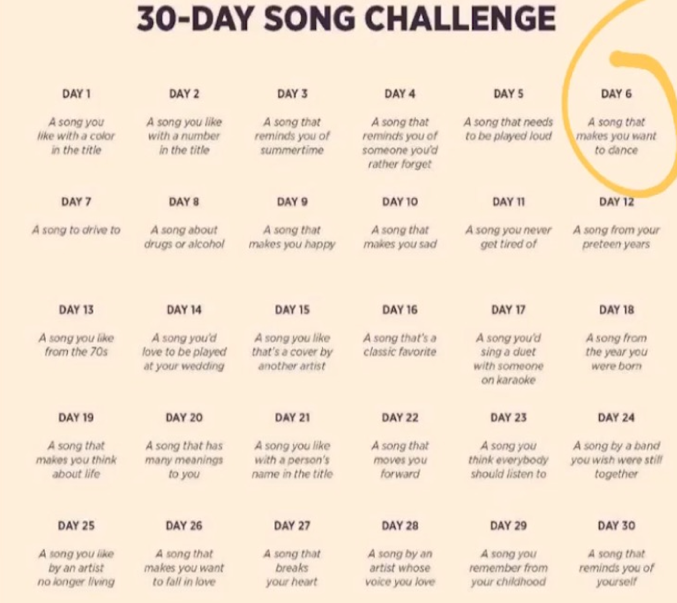 30-DAY SONG CHALLENGE
DAY 1
A song you
like with a color
in the title
DAY 2
A song you like
with a number
in the title
DAY 3
A song that
reminds you of
summertime
DAY 4
A song that
reminds you of
someone you'd
rather forget
DAY 5
A song that needs
to be played loud
DAY 6
A song that
makes you want
to dance
DAY 7
A song to drive to
DAY 8
A song about
drugs or alcohol
DAY 9
A song that
makes you happy
DAY 10
A song that
makes you sad
DAY 11
A song you never
get tired of
DAY 12
A song from your
preteen years
DAY 13
A song you like
from the 70s
DAY 14
A song you'd
love to be played
at your wedding
DAY 15
A song you like
that's a cover by
another artist
DAY 16
A song that's a
classic favorite
DAY 17
A song you'd
sing a duet
with someone
on karaoke
DAY 18
A song from
the year you
were born
DAY 19
A song that
makes you think
about life
DAY 20
A song that has
many meanings
to you
DAY 21
A song you like
with a person's
name in the title
DAY 22
A song that
moves you
forward
DAY 23
A song you
think everybody
should listen to
DAY 24
A song by a band
you wish were still
together
DAY 25
A song you like
by an artist
no longer living
DAY 26
A song that
makes you want
to fall in love
DAY 27
A song that
breaks
your heart
DAY 28
A song by an
artist whose
voice you love
DAY 29
A song you
remember from
your childhood
DAY 30
A song that
reminds you of
yourself